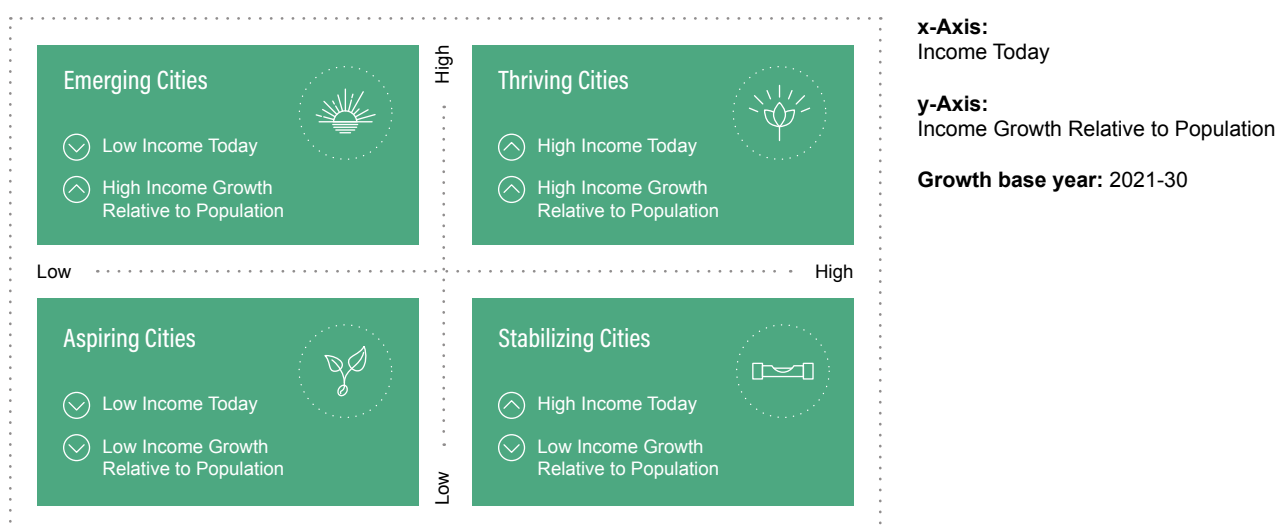 Emerging Cities
Low Income Today
High Income Growth
Relative to Population
High
Thriving Cities
High Income Today
High Income Growth
Relative to Population
Low
High
Aspiring Cities
Low Income Today
Low Income Growth
Relative to Population
Low
Stabilizing Cities
High Income Today
Low Income Growth
Relative to Population
x-Axis:
Income Today
y-Axis:
Income Growth Relative to Population
Growth base year: 2021-30